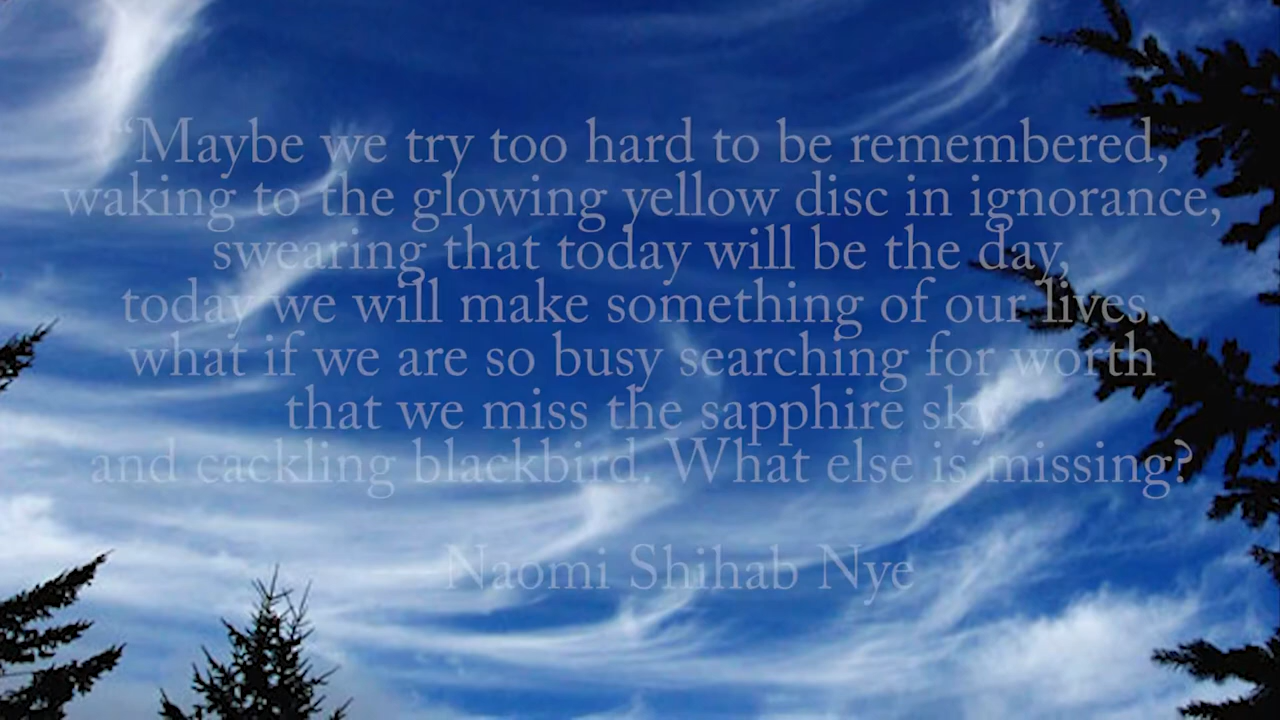 “Maybe we try too hard to be remembered,
waking to the glowing yellow disc in ignorance,
swearing that today will be the day,
today we will make something of our lives.
what if we are so busy searching for worth
that we miss the sapphire sky
and cackling blackbird. What else is missing?
Naomi Shihab Nye